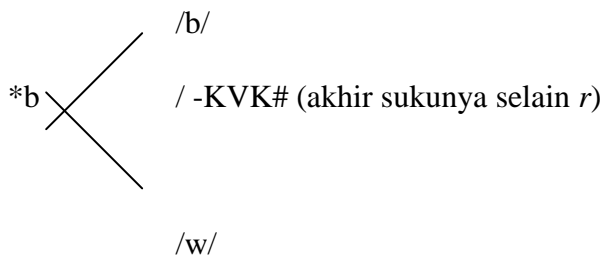 /b/
*b / -KVK# (akhir sukunya selain r)
/w/